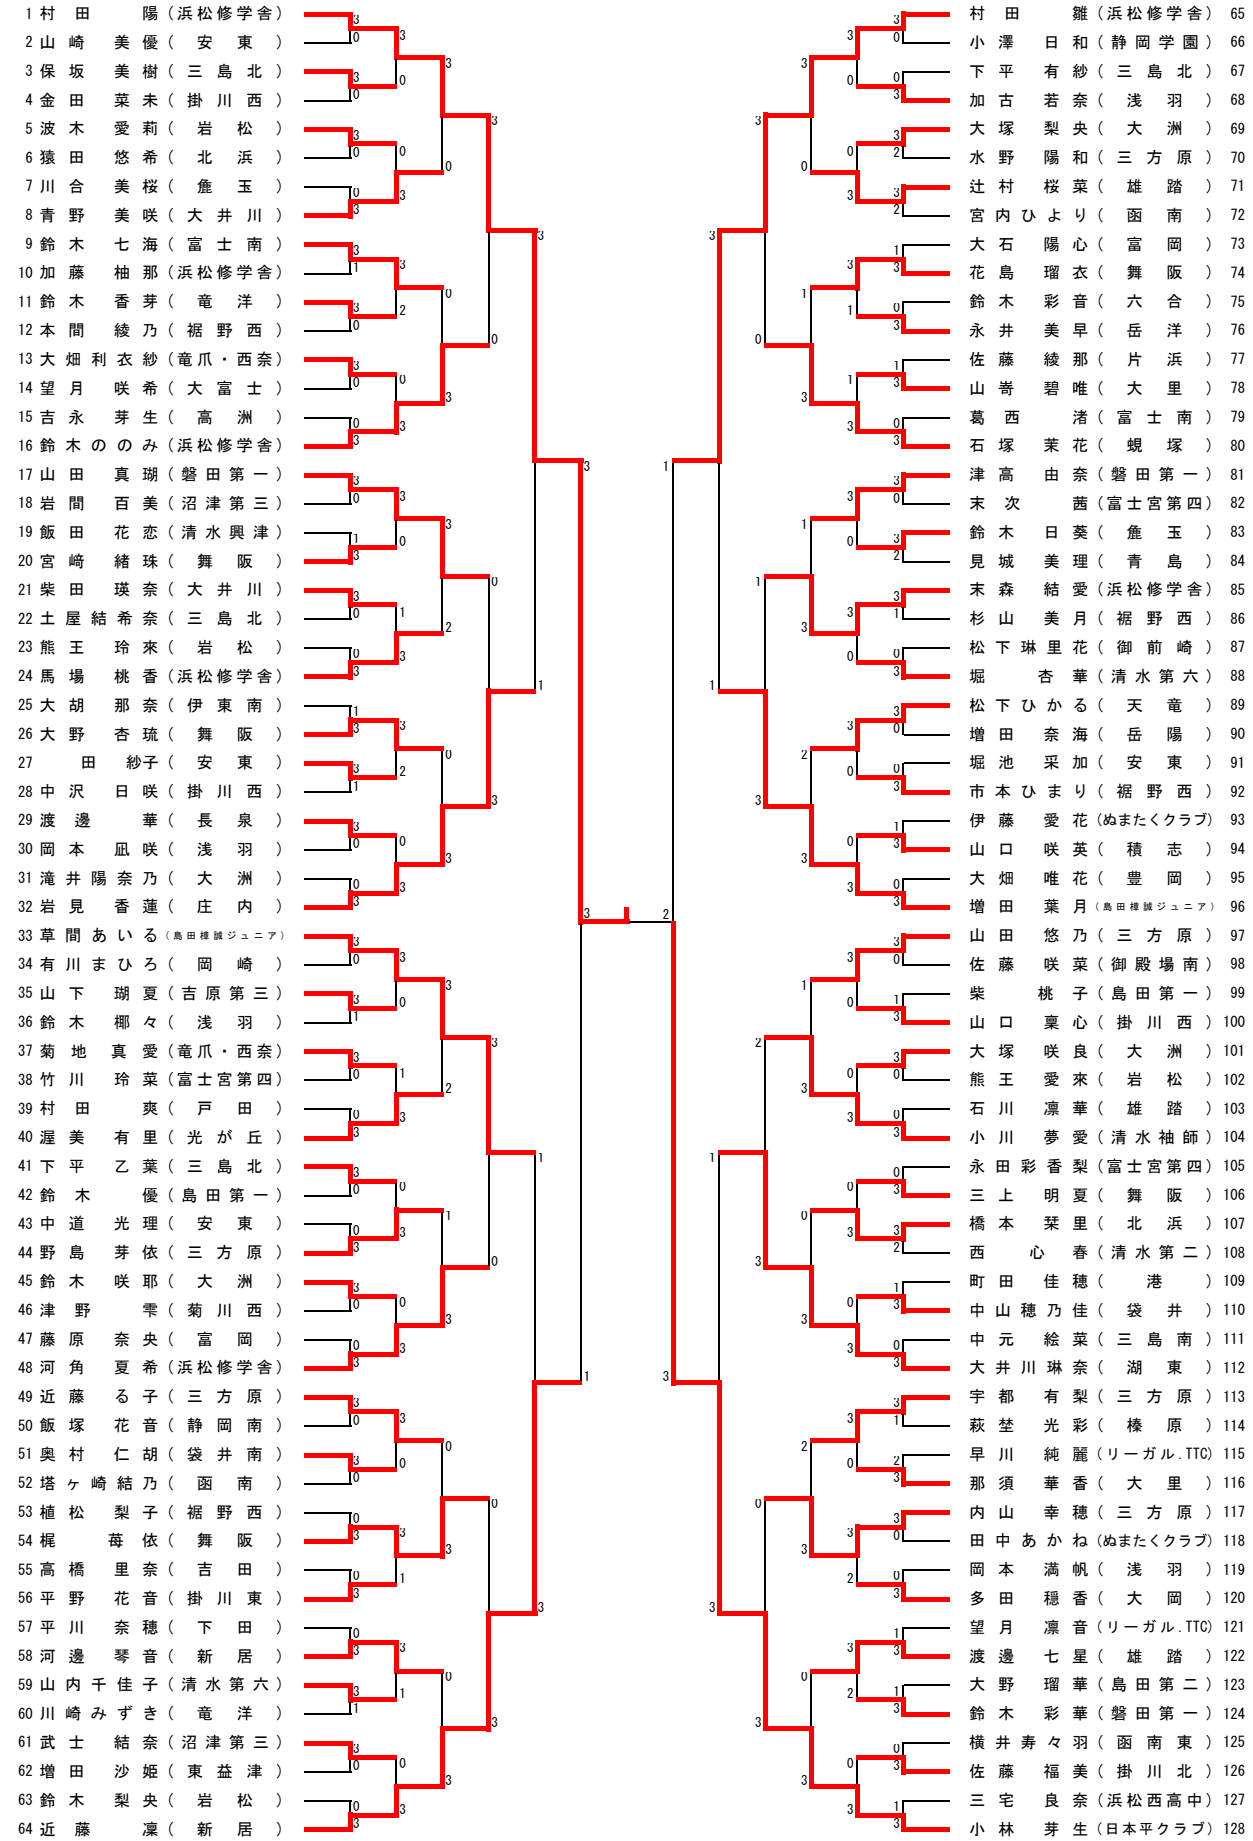 1 村田 陽 (浜松修学舎)
2 山崎 美優 (安東)
3 保坂 美樹 (三島北)
4 金田 菜未 (掛川西)
5 波木 愛莉 (岩松)
6 猿田 悠希 (北浜)
7 川合 美桜 (麁玉)
8 青野 美咲 (大井川)
9 鈴木 七海 (富士南)
10 加藤 柚那 (浜松修学舎)
11 鈴木 香芽 (竜洋)
12 本間 綾乃 (裾野西)
13 大畑 利衣紗 (竜爪・西奈)
14 望月 咲希 (大富士)
15 吉永 芽生 (高洲)
16 鈴木 ののみ (浜松修学舎)
17 山田 真瑚 (磐田第一)
18 岩間 百美 (沼津第三)
19 飯田 花恋 (清水興津)
20 宮﨑 緒珠 (舞阪)
21 柴田 瑛奈 (大井川)
22 土屋 結希奈 (三島北)
23 熊王 玲來 (岩松)
24 馬場 桃香 (浜松修学舎)
25 大胡 那奈 (伊東南)
26 大野 杏琉 (舞阪)
27 田 紗子 (安東)
28 中沢 日咲 (掛川西)
29 渡邊 華 (長泉)
30 岡本 凪咲 (浅羽)
31 滝井 陽奈乃 (大洲)
32 岩見 香蓮 (庄内)
33 草間 あいる (島田樟誠ジュニア)
34 有川 まひろ (岡崎)
35 山下 瑚夏 (吉原第三)
36 鈴木 椰々 (浅羽)
37 菊地 真愛 (竜爪・西奈)
38 竹川 玲菜 (富士宮第四)
39 村田 爽 (戸田)
40 渥美 有里 (光が丘)
41 下平 乙葉 (三島北)
42 鈴木 優 (島田第一)
43 中道 光理 (安東)
44 野島 芽依 (三方原)
45 鈴木 咲耶 (大洲)
46 津野 雫 (菊川西)
47 藤原 奈央 (富岡)
48 河角 夏希 (浜松修学舎)
49 近藤 る子 (三方原)
50 飯塚 花音 (静岡南)
51 奥村 仁胡 (袋井南)
52 塔ヶ崎 結乃 (函南)
53 植松 梨子 (裾野西)
54 梶 苺依 (舞阪)
55 高橋 里奈 (吉田)
56 平野 花音 (掛川東)
57 平川 奈穂 (下田)
58 河邊 琴音 (新居)
59 山内 千佳子 (清水第六)
60 川崎 みずき (竜洋)
61 武士 結奈 (沼津第三)
62 増田 沙姫 (東益津)
63 鈴木 梨央 (岩松)
64 近藤 凜 (新居)
村田 雛 (浜松修学舎) 65
小澤 日和 (静岡学園) 66
下平 有紗 (三島北) 67
加古 若奈 (浅羽) 68
大塚 梨央 (大洲) 69
水野 陽和 (三方原) 70
辻村 桜菜 (雄踏) 71
宮内 ひより (函南) 72
大石 陽心 (富岡) 73
花島 瑠衣 (舞阪) 74
鈴木 彩音 (六合) 75
永井 美早 (岳洋) 76
佐藤 綾那 (片浜) 77
山嵜 碧唯 (大里) 78
葛西 渚 (富士南) 79
石塚 茉花 (蜆塚) 80
津高 由奈 (磐田第一) 81
末次 茜 (富士宮第四) 82
鈴木 日葵 (麁玉) 83
見城 美理 (青島) 84
末森 結愛 (浜松修学舎) 85
杉山 美月 (裾野西) 86
松下 琳里花 (御前崎) 87
堀 杏華 (清水第六) 88
松下 ひかる (天竜) 89
増田 奈海 (岳陽) 90
堀池 采加 (安東) 91
市本 ひまり (裾野西) 92
伊藤 愛花 (ぬまたくクラブ) 93
山口 咲英 (積志) 94
大畑 唯花 (豊岡) 95
増田 葉月 (島田樟誠ジュニア) 96
山田 悠乃 (三方原) 97
佐藤 咲菜 (御殿場南) 98
柴 桃子 (島田第一) 99
山口 稟心 (掛川西) 100
大塚 咲良 (大洲) 101
熊王 愛來 (岩松) 102
石川 凛華 (雄踏) 103
小川 夢愛 (清水袖師) 104
永田 彩香梨 (富士宮第四) 105
三上 明夏 (舞阪) 106
橋本 栞里 (北浜) 107
西 心春 (清水第二) 108
町田 佳穂 (港) 109
中山 穂乃佳 (袋井) 110
中元 絵菜 (三島南) 111
大井川 琳奈 (湖東) 112
宇都 有梨 (三方原) 113
萩埜 光彩 (榛原) 114
早川 純麗 (リーガル.TTC) 115
那須 華香 (大里) 116
内山 幸穂 (三方原) 117
田中 あかね (ぬまたくクラブ) 118
岡本 満帆 (浅羽) 119
多田 穏香 (大岡) 120
望月 凛音 (リーガル.TTC) 121
渡邊 七星 (雄踏) 122
大野 瑠華 (島田第二) 123
鈴木 彩華 (磐田第一) 124
横井 寿々羽 (函南東) 125
佐藤 福美 (掛川北) 126
三宅 良奈 (浜松西高中) 127
小林 芽生 (日本平クラブ) 128